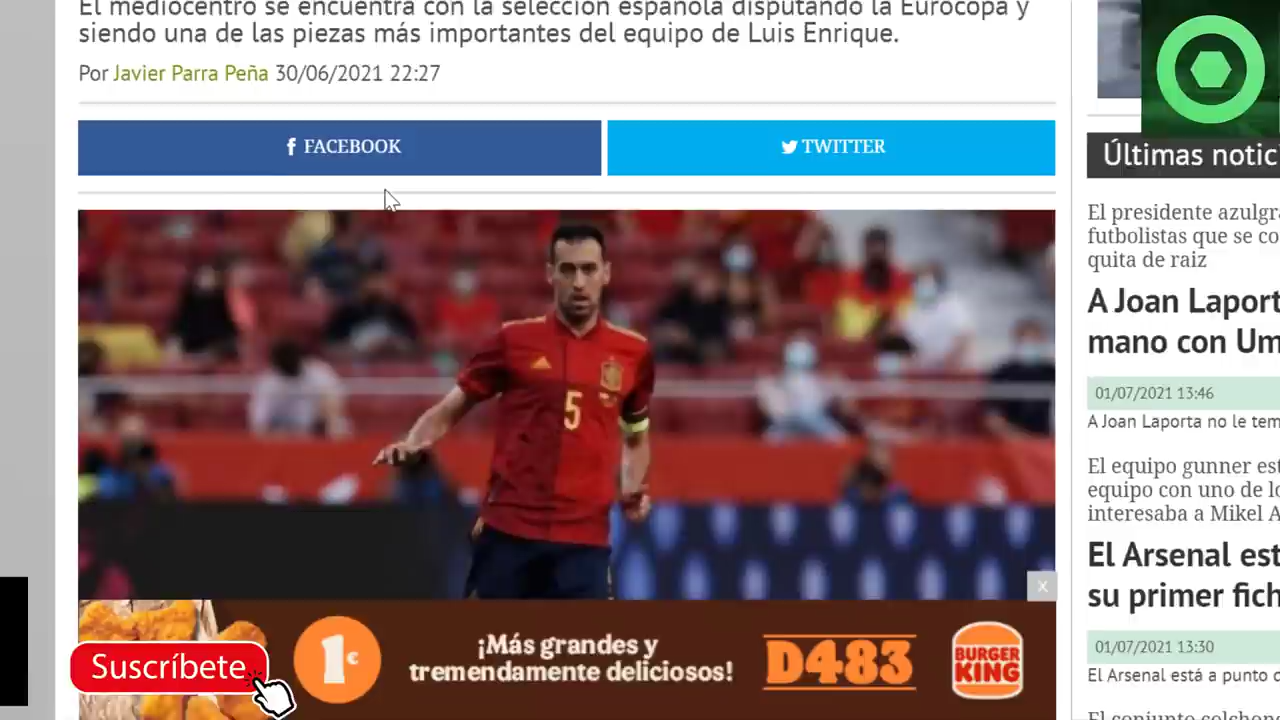 El mediocentro se encuentra con la selección española disputando la Eurocopa y
siendo una de las piezas más importantes del equipo de Luis Enrique.
Por Javier Parra Peña 30/06/2021 22:27
f FACEBOOK
TWITTER
5
X
1€
¡Más grandes y
tremendamente deliciosos!
D483
BURGER
KING
Suscríbete
Últimas notic
El presidente azulgr
futbolistas que se co
quita de raiz
A Joan Laport
mano con Um
01/07/2021 13:46
A Joan Laporta no le tem
El equipo gunner est
equipo con uno de lo
interesaba a Mikel A
El Arsenal est
su primer fich
01/07/2021 13:30
El Arsenal está a punto
El conjunto colchone